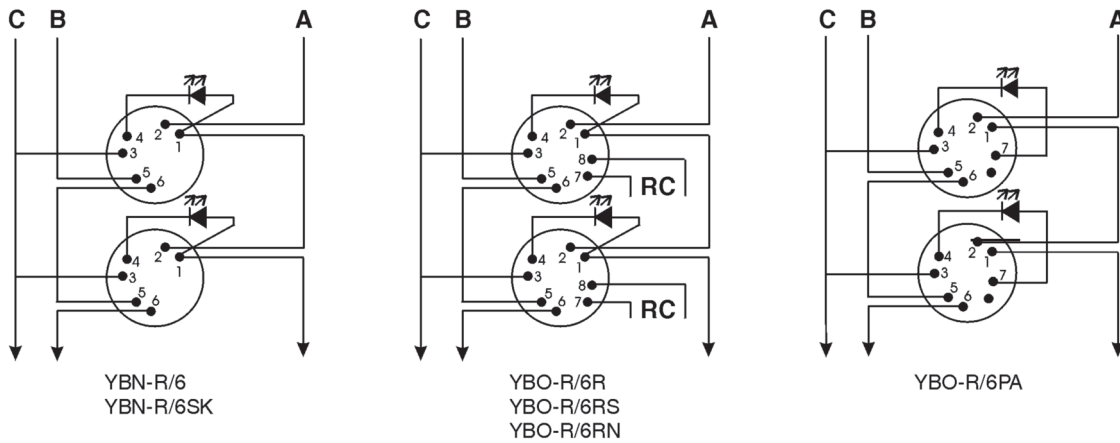 C B A
4 2 1
3
5 6
4 2 1
3
5 6
YBN-R/6
YBN-R/6SK
C B A
4 2 1
3 8
5 6 7 RC
4 2 1
3 8
5 6 7 RC
YBO-R/6R
YBO-R/6RS
YBO-R/6RN
C B A
4 2 1
3 7
5 6
4 2 1
3 7
5 6
YBO-R/6PA